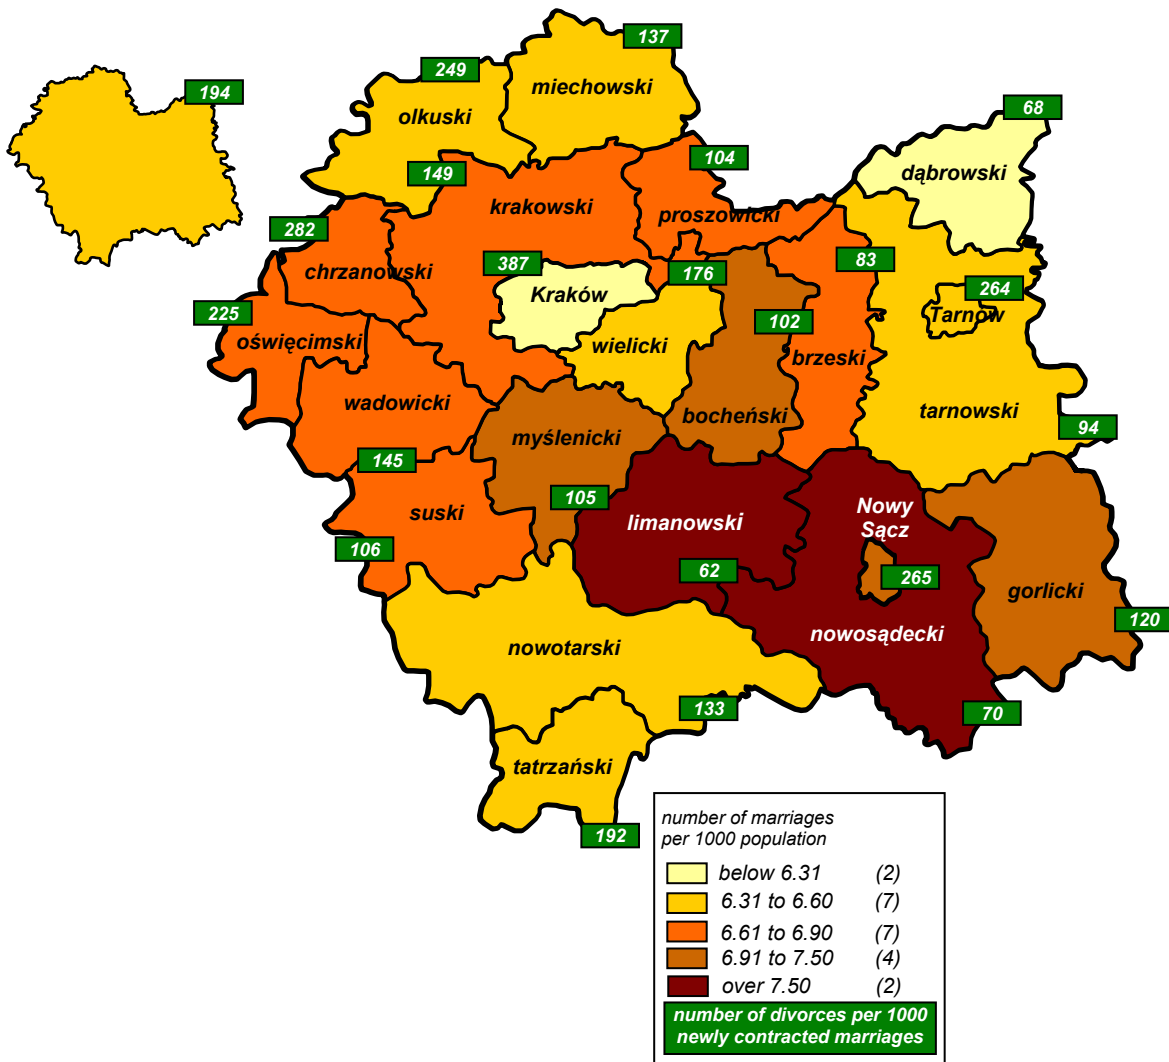 137
249
miechowski
194
68
olkuski
104
149
dąbrowski
krakowski
proszowicki
282
387
83
176
264
chrzanowski
Kraków
Tarnów
225
102
oświęcimski
wielicki
brzeski
wadowicki
tarnowski
bocheński
94
myślenicki
145
105
Nowy
Sącz
limanowski
suski
106
62
265
gorlicki
120
nowosądecki
nowotarski
133
70
tatrzański
192
number of marriages
per 1000 population
below 6.31 (2)
6.31 to 6.60 (7)
6.61 to 6.90 (7)
6.91 to 7.50 (4)
over 7.50 (2)
number of divorces per 1000
newly contracted marriages